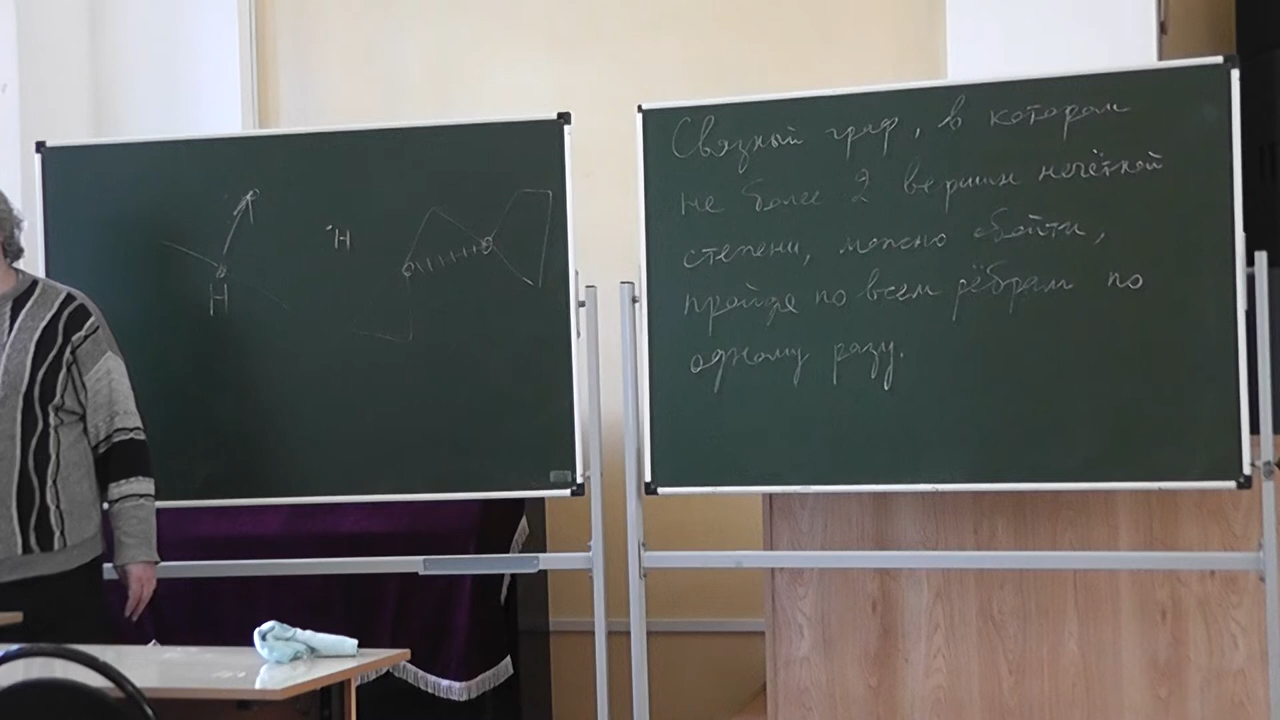 Н
Н
Связный граф, в котором
не более 2 вершин нечётной
степени, можно обойти,
пройдя по всем рёбрам по
одному разу.